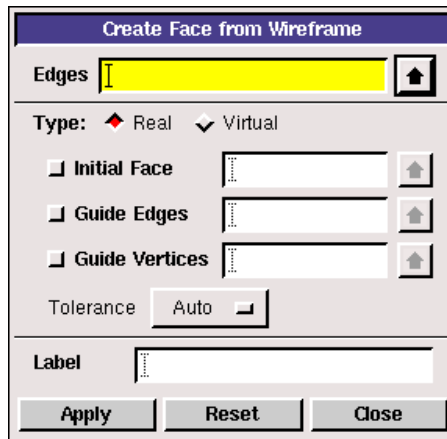 Create Face from Wireframe
Edges
Type: Real Virtual
Initial Face
Guide Edges
Guide Vertices
Tolerance Auto
Label
Apply Reset Close